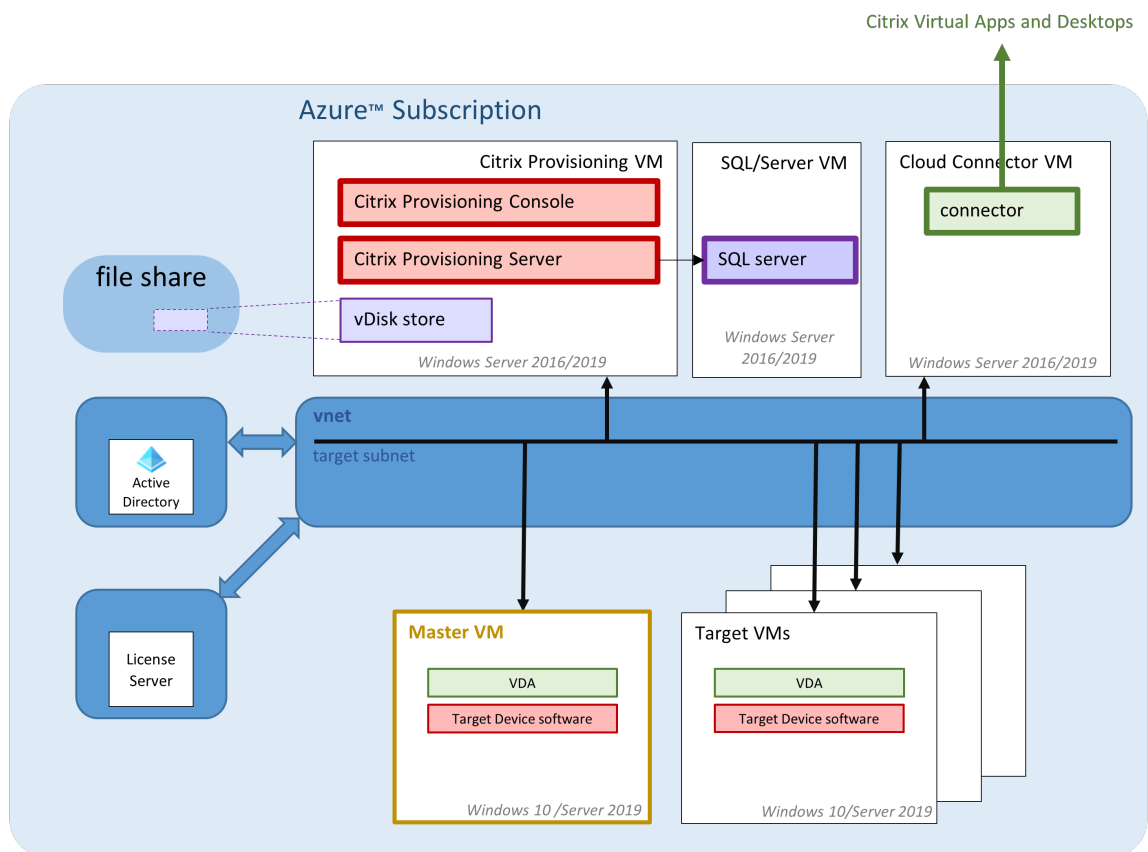 Citrix Virtual Apps and Desktops
Azure™ Subscription
Citrix Provisioning VM
Citrix Provisioning Console
Citrix Provisioning Server
vDisk store
Windows Server 2016/2019
SQL/Server VM
SQL server
Windows Server
2016/2019
Cloud Connector VM
connector
Windows Server 2016/2019
file share
vnet
target subnet
Active
Directory
License
Server
Master VM
VDA
Target Device software
Windows 10 /Server 2019
Target VMs
VDA
Target Device software
Windows 10/Server 2019